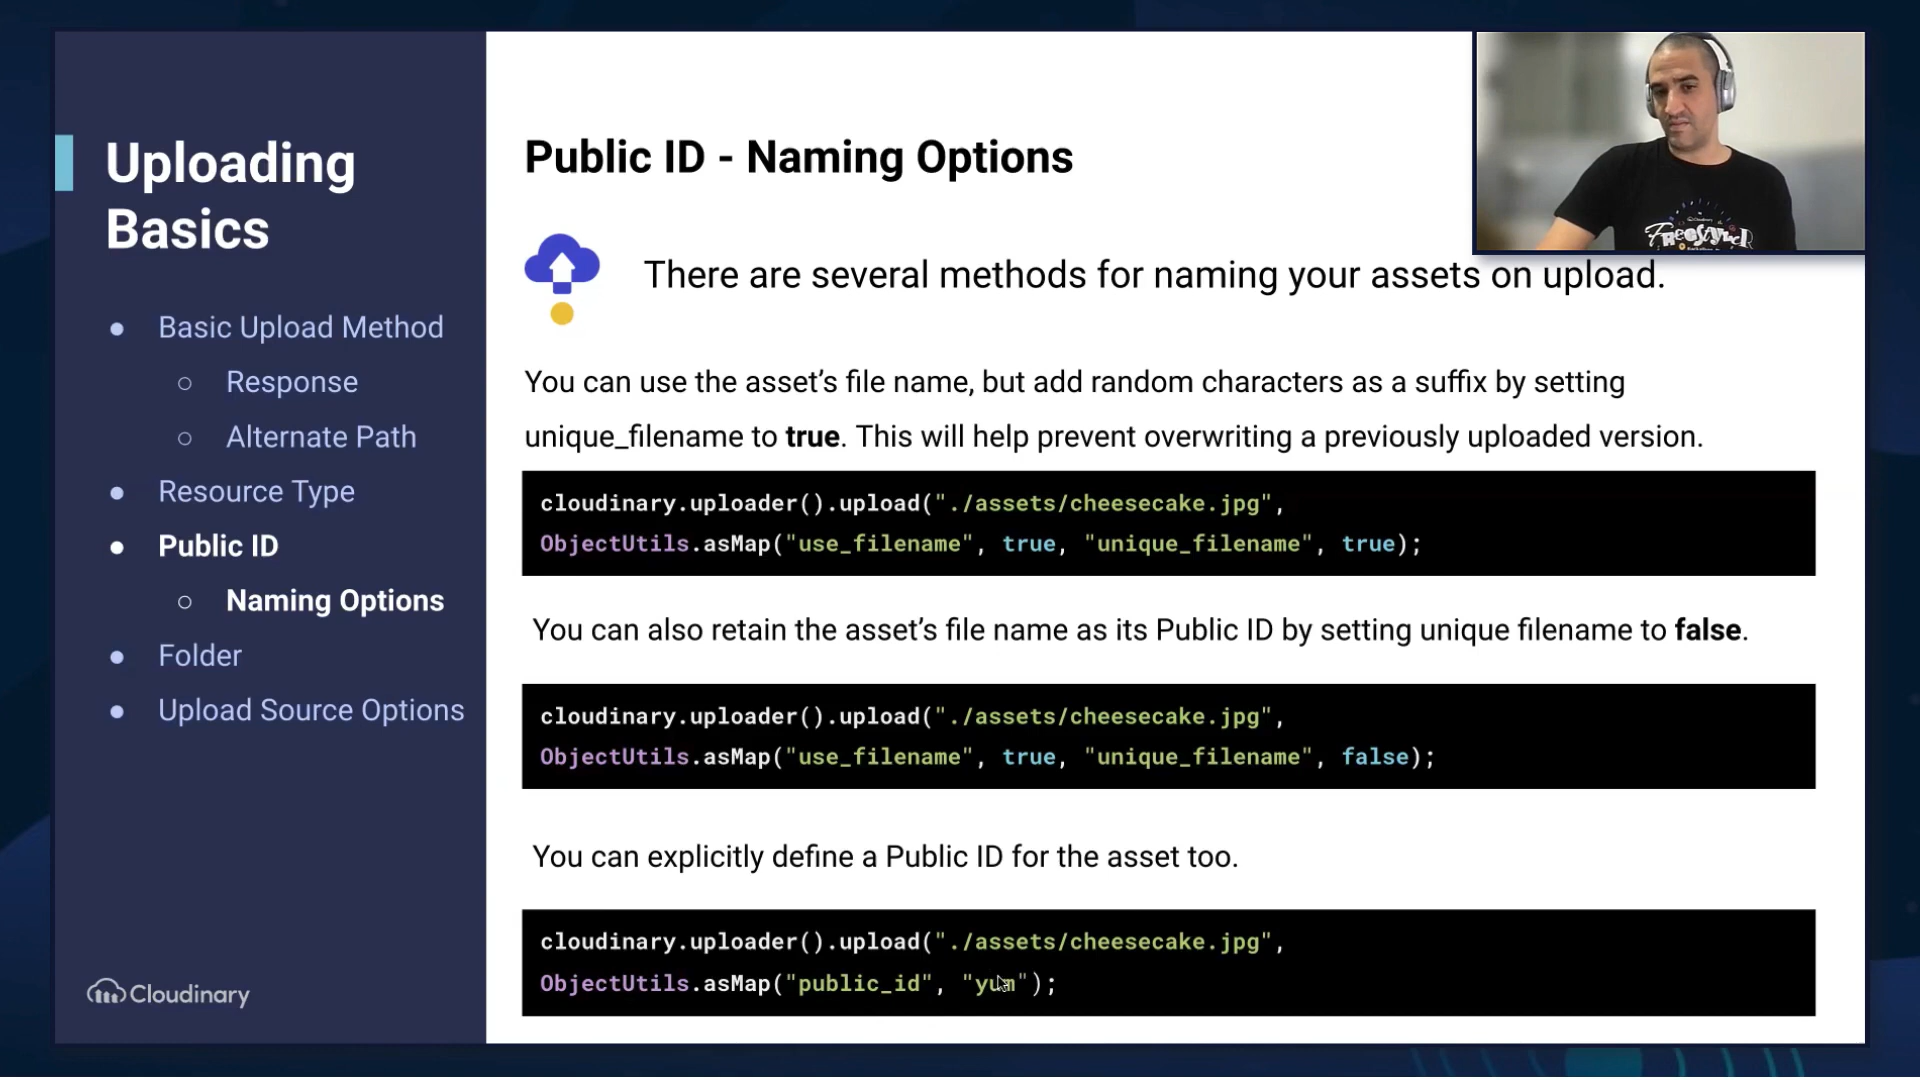 Uploading
Basics
Basic Upload Method
Response
Alternate Path
Resource Type
Public ID
Naming Options
Folder
Upload Source Options
Cloudinary
Public ID - Naming Options
There are several methods for naming your assets on upload.
You can use the asset’s file name, but add random characters as a suffix by setting
unique_filename to true. This will help prevent overwriting a previously uploaded version.
cloudinary.uploader().upload("./assets/cheesecake.jpg",
ObjectUtils.asMap("use_filename", true, "unique_filename", true);
You can also retain the asset’s file name as its Public ID by setting unique filename to false.
cloudinary.uploader().upload("./assets/cheesecake.jpg",
ObjectUtils.asMap("use_filename", true, "unique_filename", false);
You can explicitly define a Public ID for the asset too.
cloudinary.uploader().upload("./assets/cheesecake.jpg",
ObjectUtils.asMap("public_id", "yum");